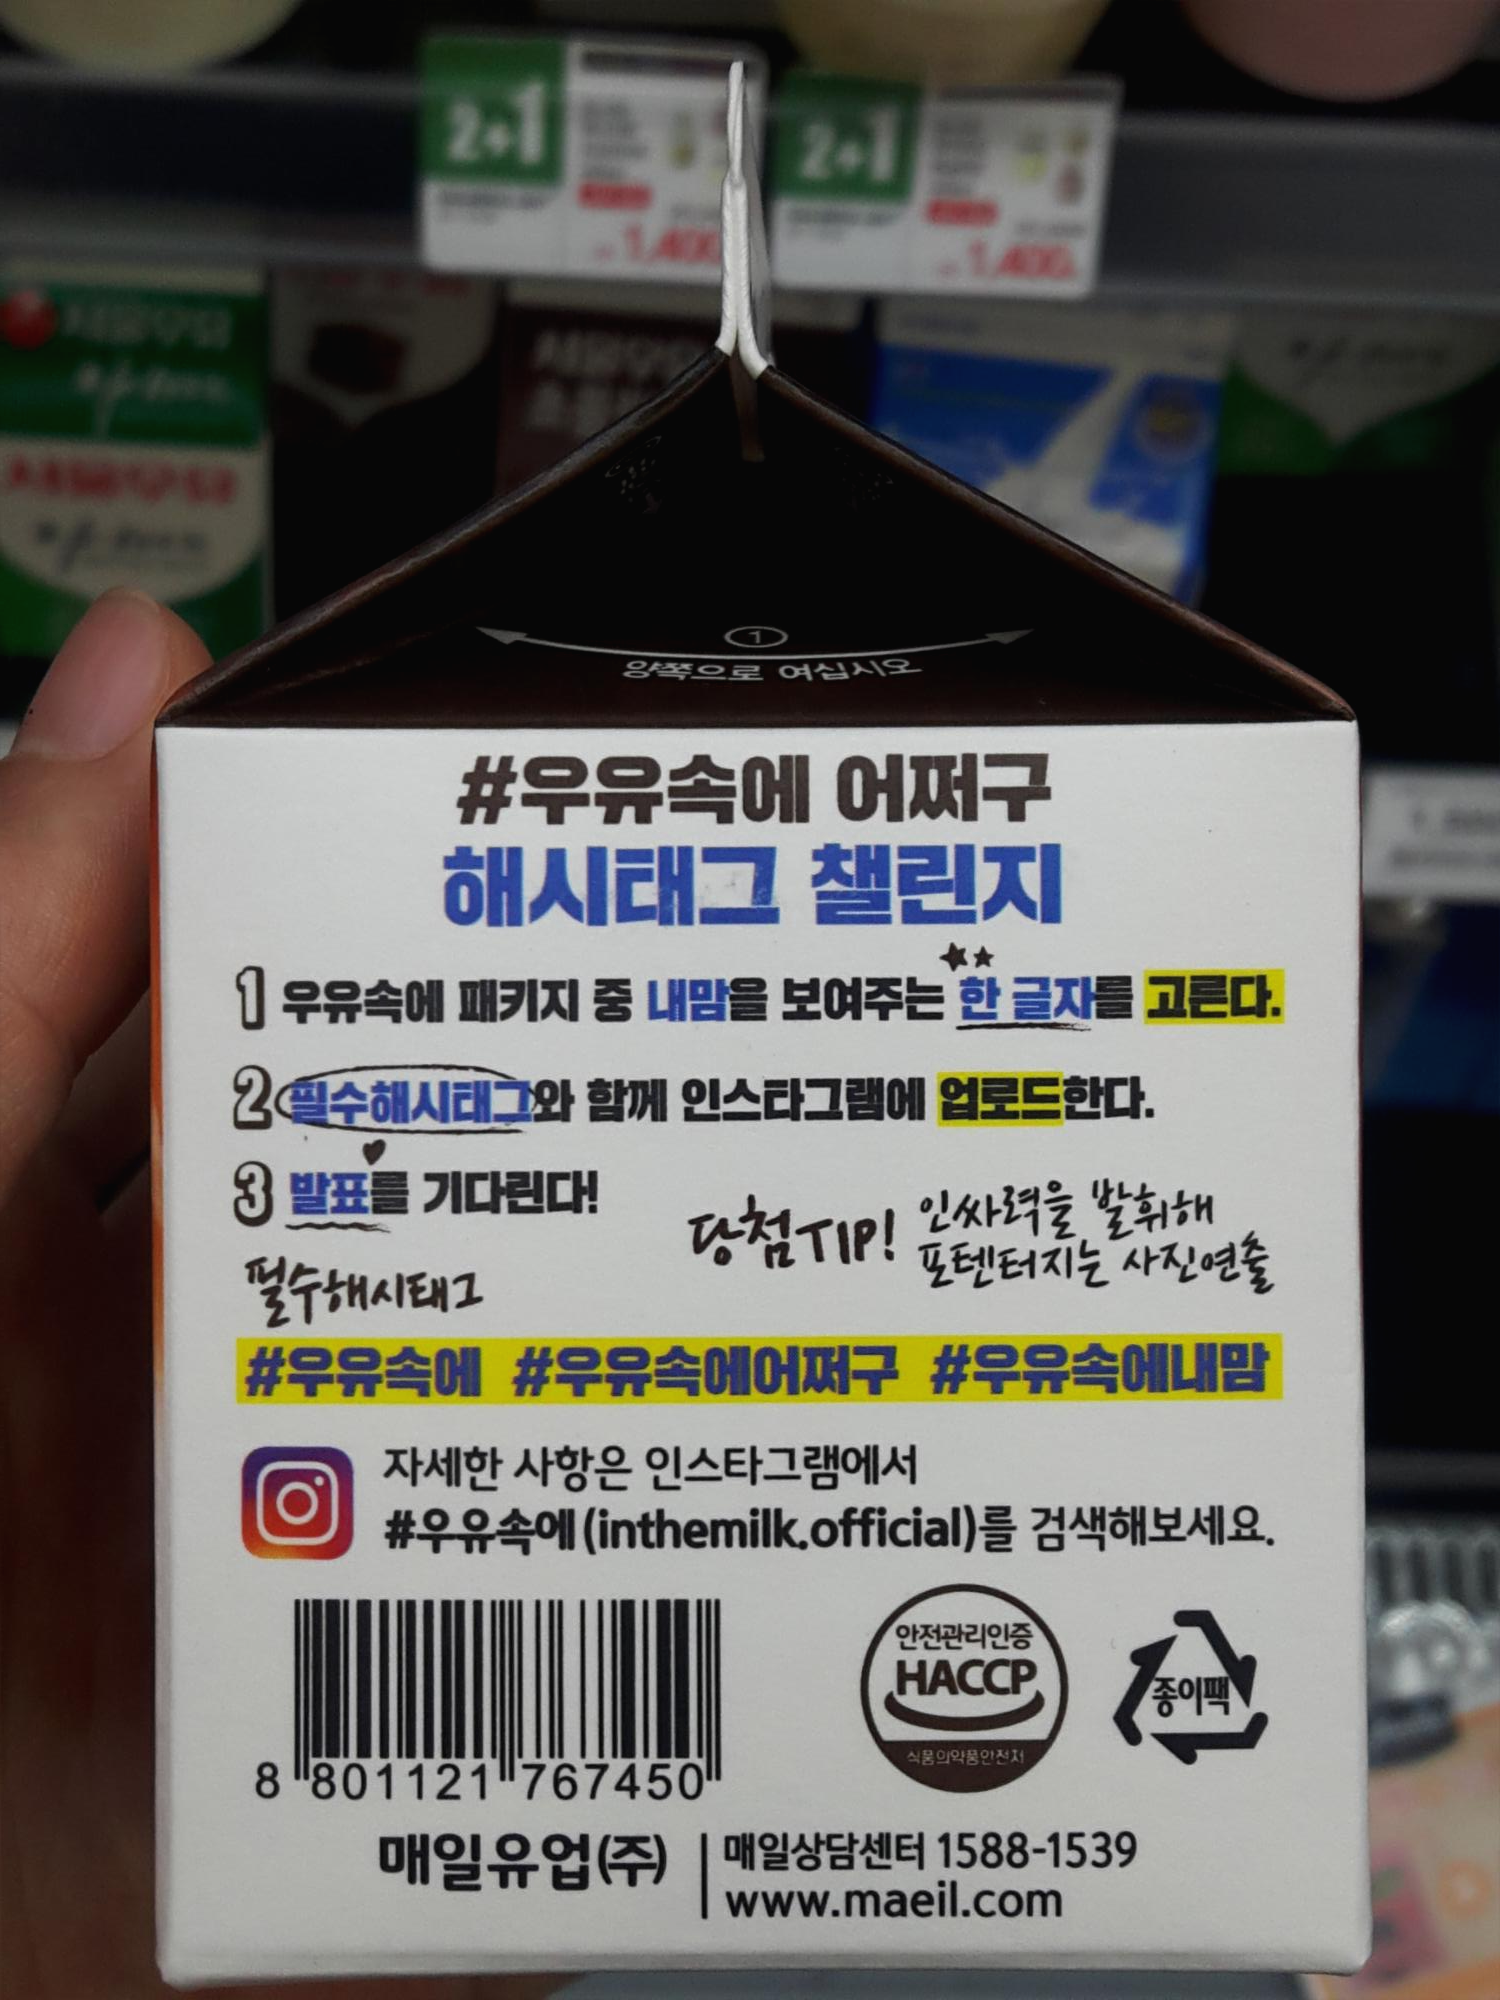 2+1
1,400
2+1
1,400
① 
양쪽으로 여십시오
#우유속에 어쩌구
해시태그 챌린지
1 우유속에 패키지 중 내맘을 보여주는 한 글자를 고른다.
2 필수해시태그와 함께 인스타그램에 업로드한다.
3 발표를 기다린다!
당첨TIP! 인싸력을 발휘해
포텐터지는 사진연출
필수해시태그
#우유속에 #우유속에어쩌구 #우유속에내맘
자세한 사항은 인스타그램에서
#우유속에(inthemilk.official)를 검색해보세요.
안전관리인증
HACCP
식품의약품안전처
종이팩
8 801121 767450
매일유업(주)
매일상담센터 1588-1539
www.maeil.com